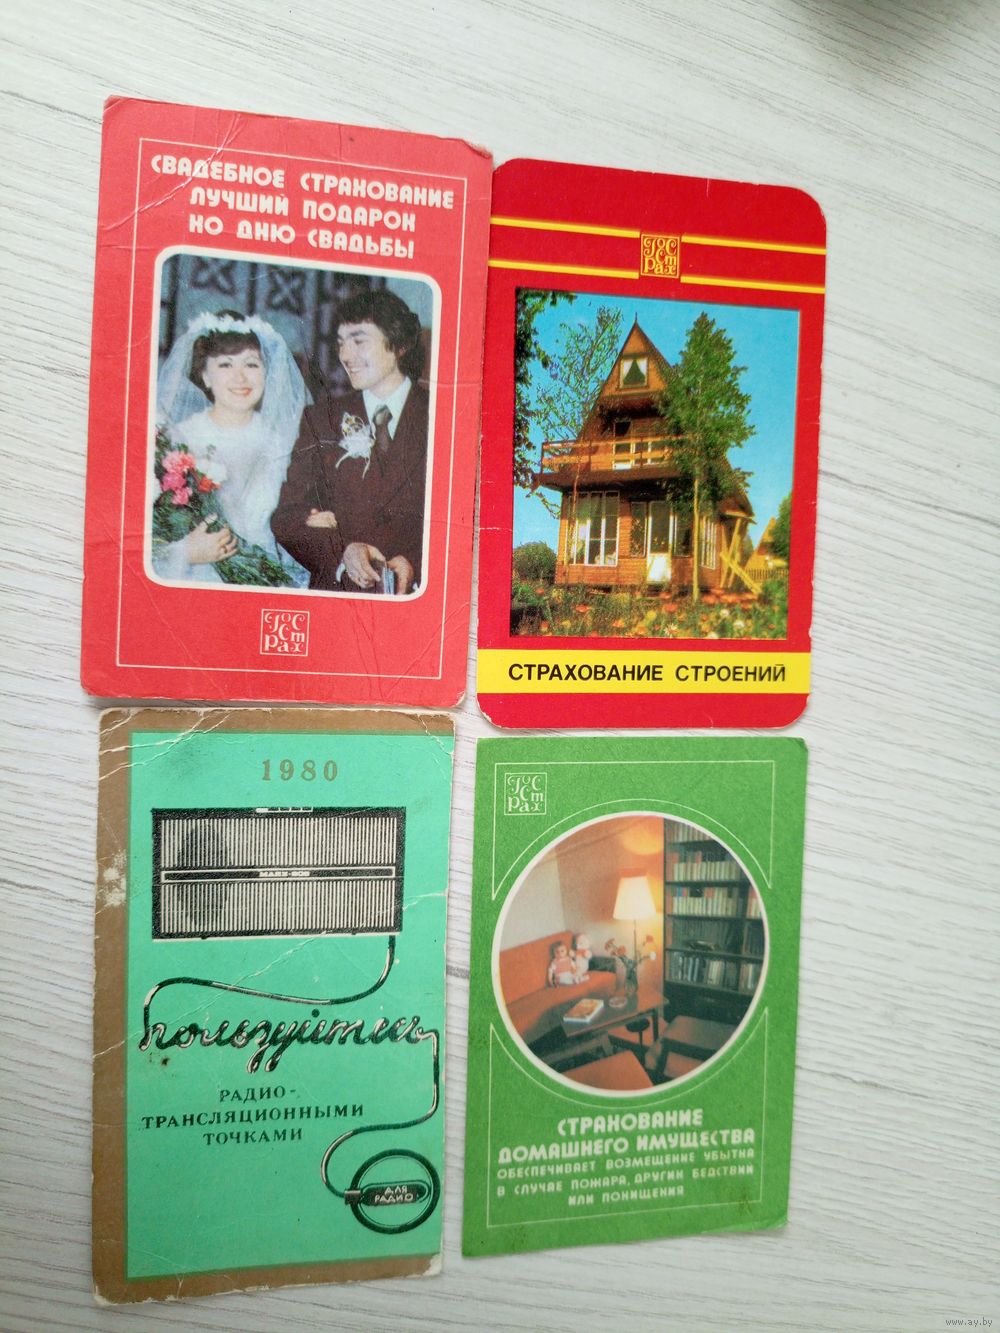 СВАДЕБНОЕ СТРАХОВАНИЕ
ЛУЧШИЙ ПОДАРОК
КО ДНЮ СВАДЬБЫ
ГОС
СТ
РАХ
ГОС
СТ
РАХ
СТРАХОВАНИЕ СТРОЕНИЙ
1980
МАЯК-202
пользуйтесь
РАДИО-
ТРАНСЛЯЦИОННЫМИ
ТОЧКАМИ
ДЛЯ
РАДИО
ГОС
СТ
РАХ
СТРАХОВАНИЕ
ДОМАШНЕГО ИМУЩЕСТВА
ОБЕСПЕЧИВАЕТ ВОЗМЕЩЕНИЕ УБЫТКА
В СЛУЧАЕ ПОЖАРА, ДРУГИХ БЕДСТВИЙ
ИЛИ ПОХИЩЕНИЯ
www.ay.by